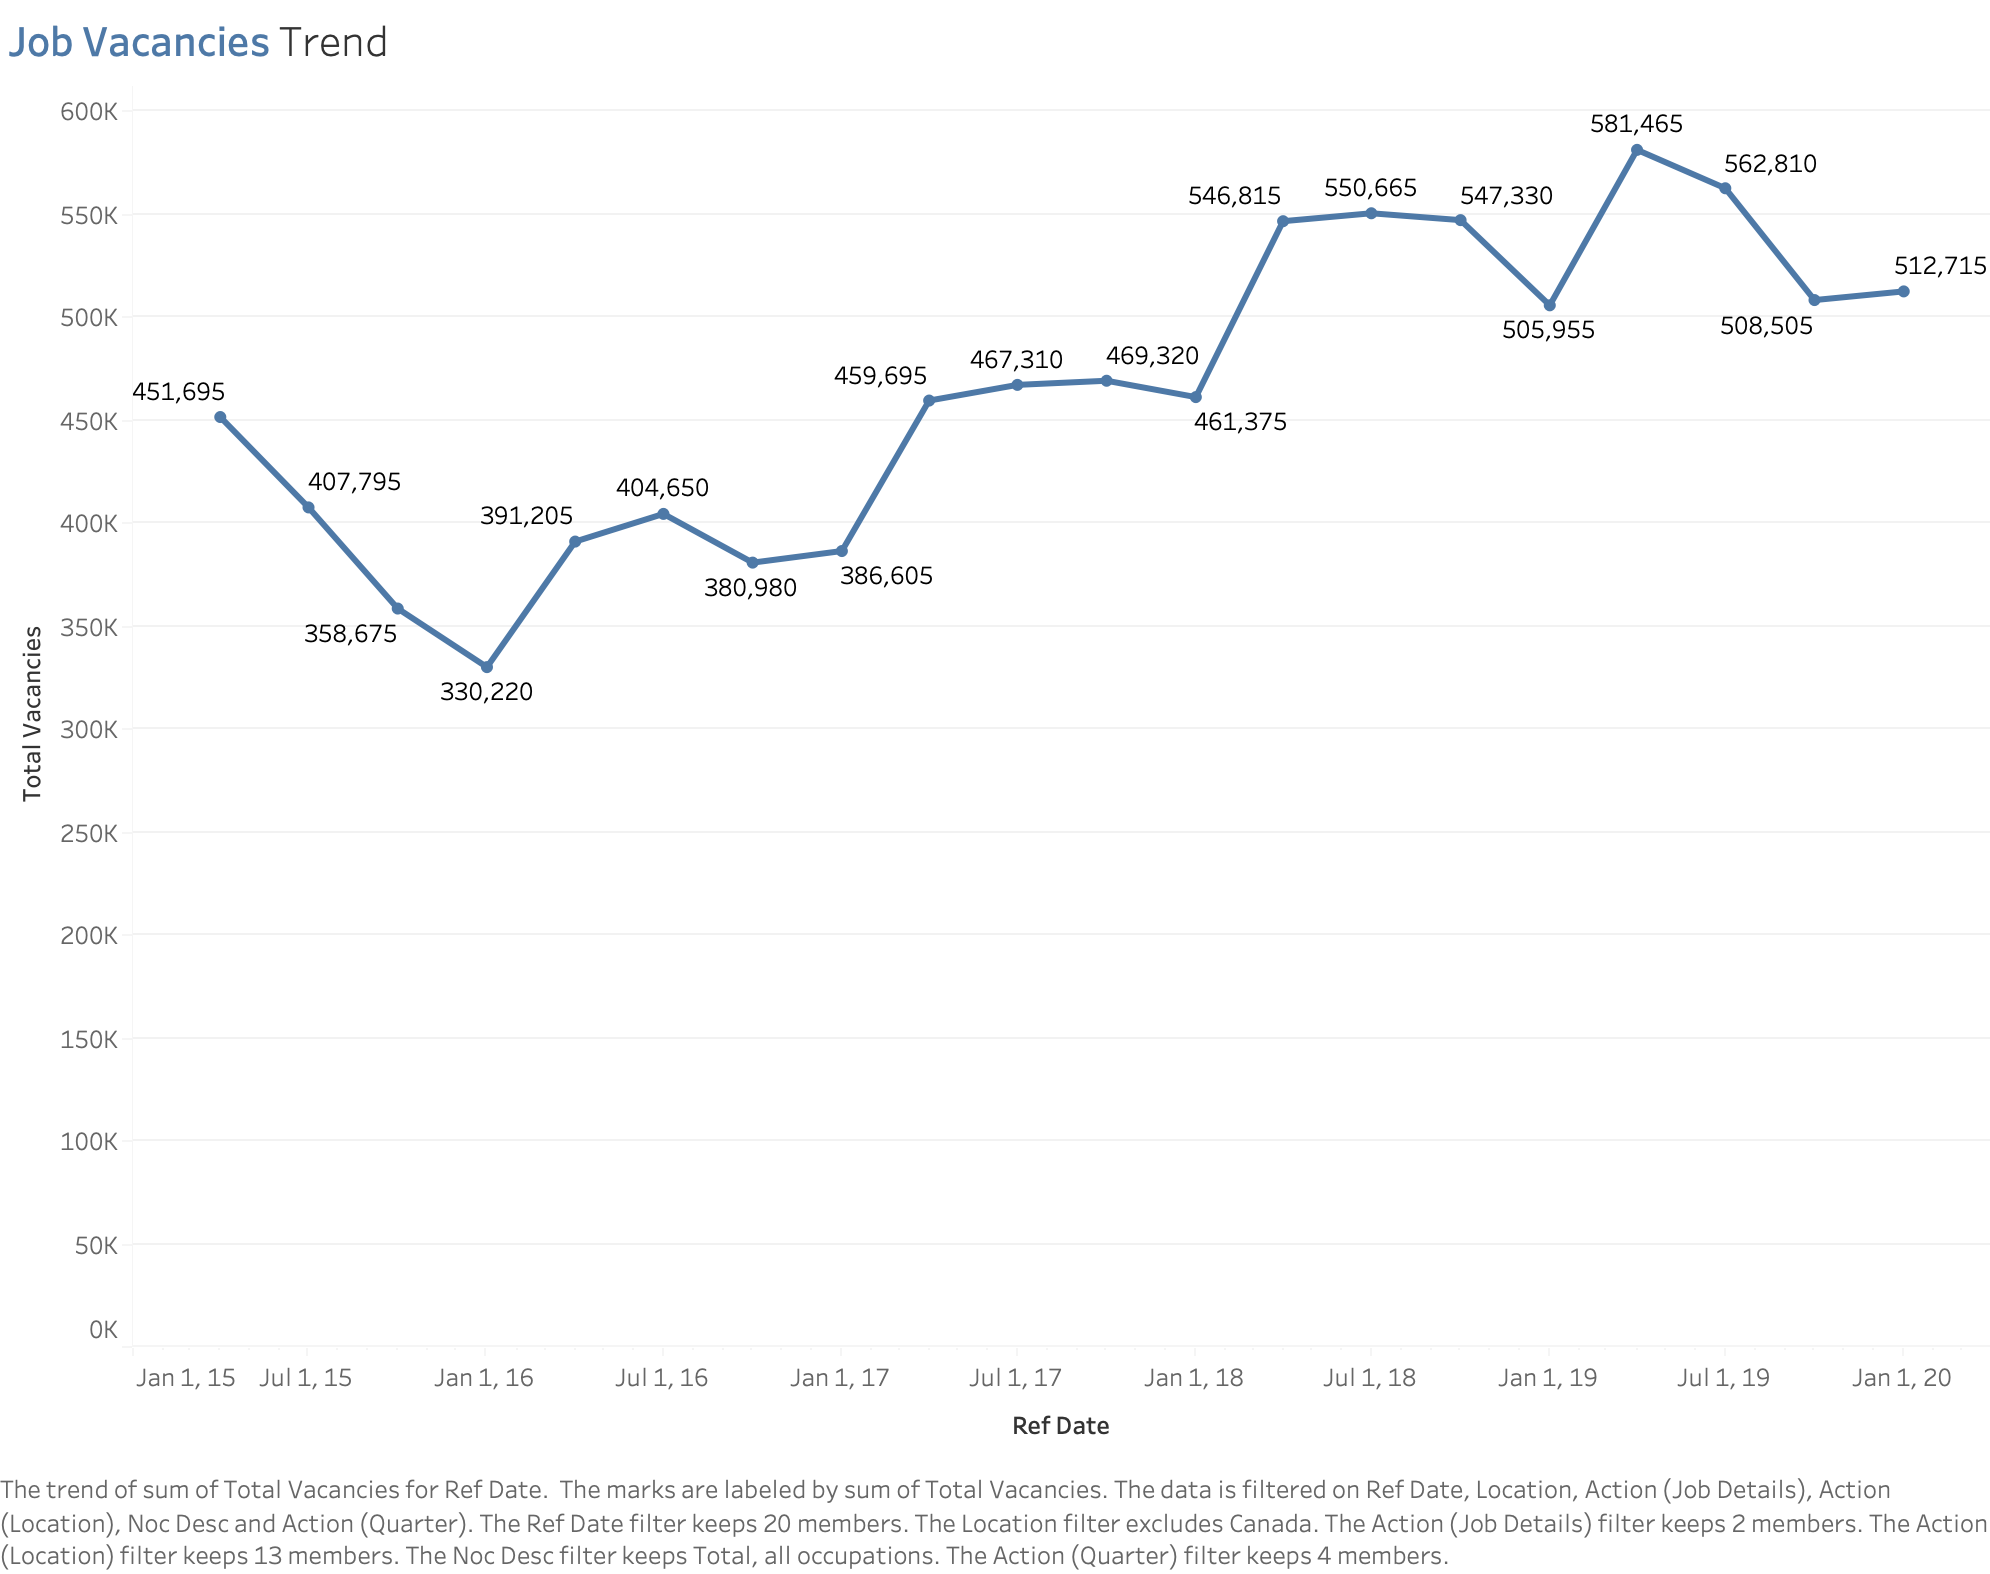 Job Vacancies Trend
600K
550K
500K
450K
400K
350K
300K
250K
200K
150K
100K
50K
0K
Total Vacancies
451,695
407,795
358,675
330,220
391,205
404,650
380,980
386,605
459,695
467,310
469,320
461,375
546,815
550,665
547,330
505,955
581,465
562,810
508,505
512,715
Jan 1, 15 Jul 1, 15 Jan 1, 16 Jul 1, 16 Jan 1, 17 Jul 1, 17 Jan 1, 18 Jul 1, 18 Jan 1, 19 Jul 1, 19 Jan 1, 20
Ref Date
The trend of sum of Total Vacancies for Ref Date.  The marks are labeled by sum of Total Vacancies. The data is filtered on Ref Date, Location, Action (Job Details), Action
(Location), Noc Desc and Action (Quarter). The Ref Date filter keeps 20 members. The Location filter excludes Canada. The Action (Job Details) filter keeps 2 members. The Action
(Location) filter keeps 13 members. The Noc Desc filter keeps Total, all occupations. The Action (Quarter) filter keeps 4 members.